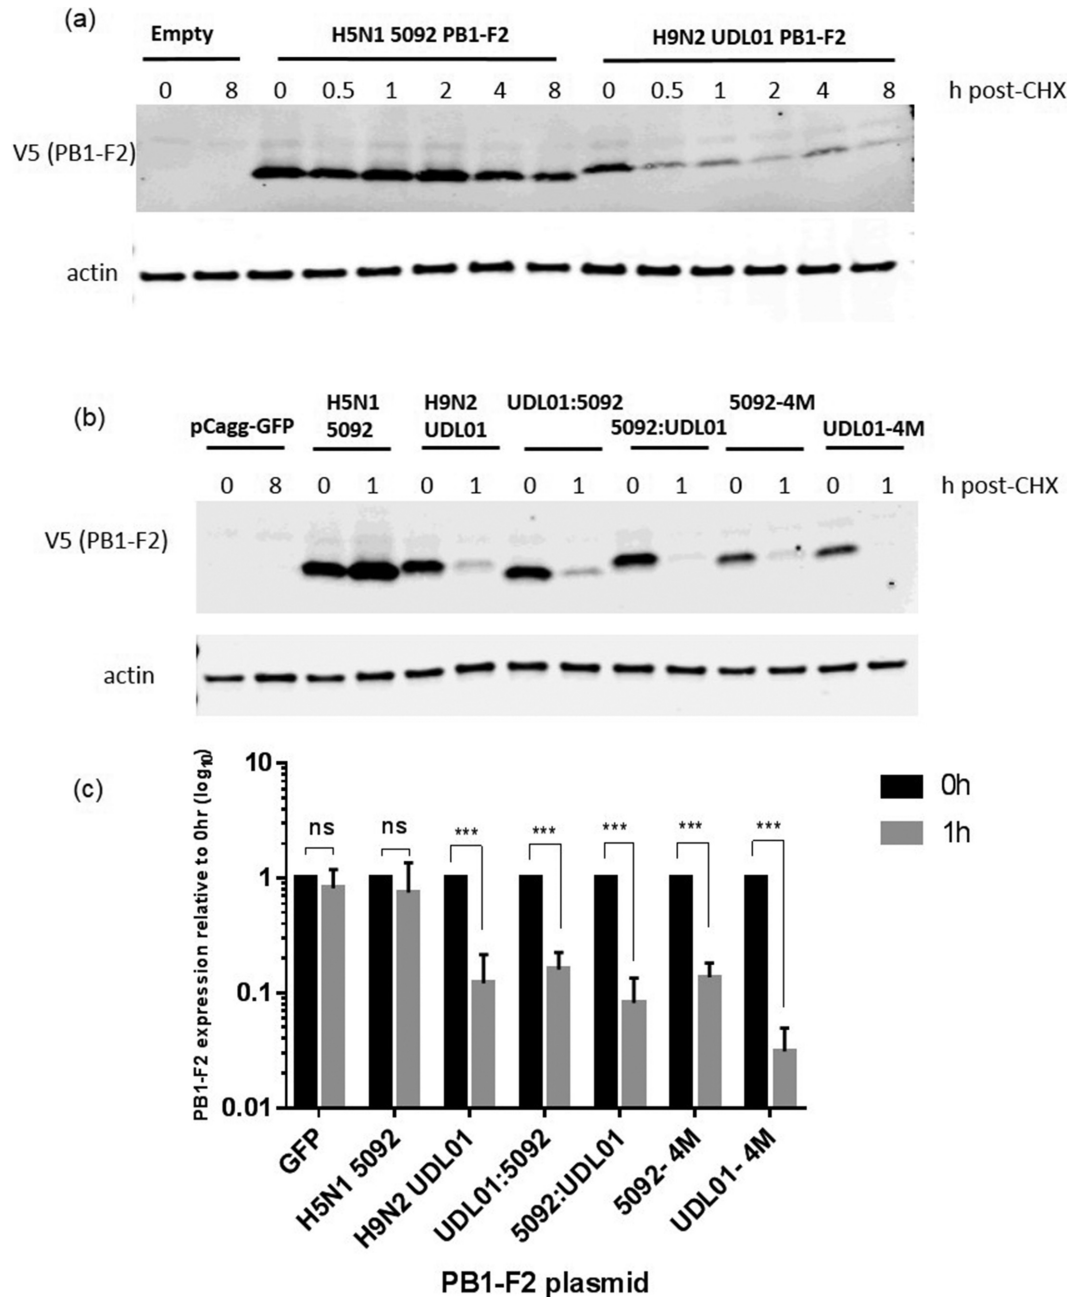 (a)
Empty H5N1 5092 PB1-F2 H9N2 UDL01 PB1-F2
0 8 0 0.5 1 2 4 8 0 0.5 1 2 4 8 h post-CHX
V5 (PB1-F2)
actin
(b)
pCagg-GFP H5N1 5092 H9N2 UDL01 UDL01:5092 5092:UDL01 5092-4M UDL01-4M
0 8 0 1 0 1 0 1 0 1 0 1 0 1 h post-CHX
V5 (PB1-F2)
actin
(c)
PB1-F2 expression relative to 0hr (log10)
10
1
0.1
0.01
ns ns *** *** *** *** ***
0h
1h
GFP
H5N1 5092
H9N2 UDL01
UDL01:5092
5092:UDL01
5092- 4M
UDL01- 4M
PB1-F2 plasmid